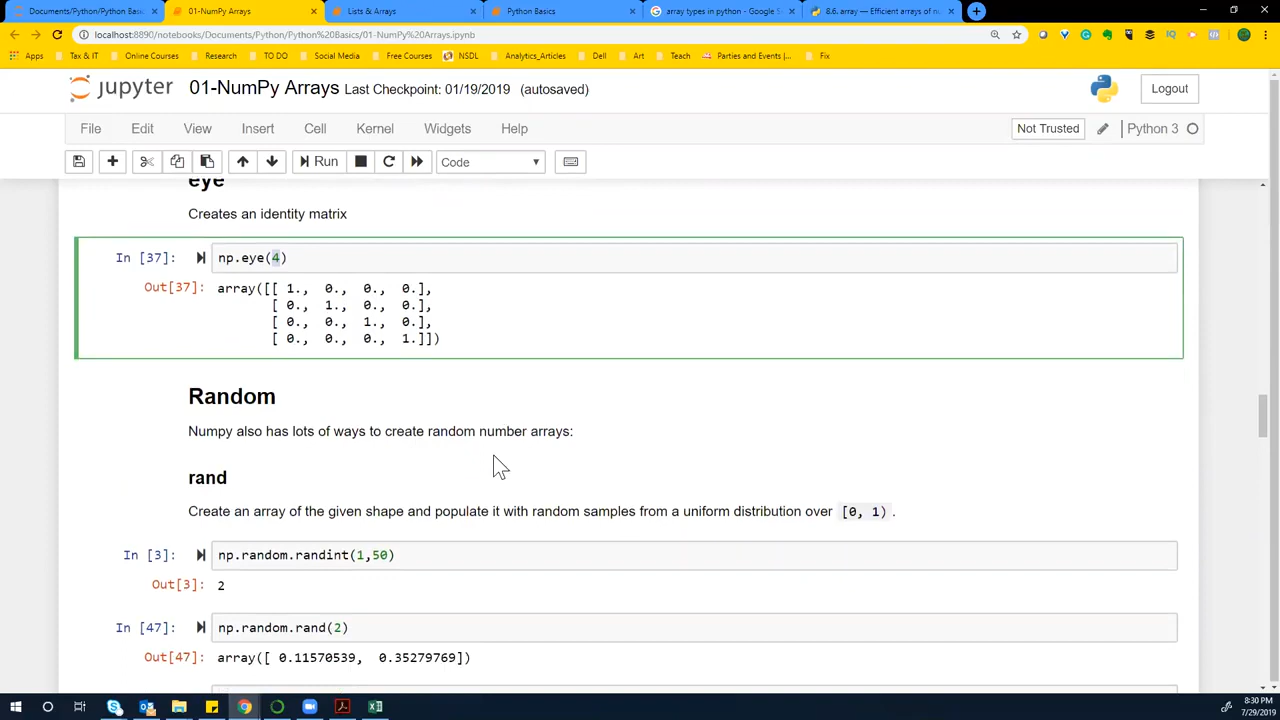 Documents/Python/Python Basi
01-NumPy Arrays
Lists & Arrays
Python Basics
array types in python - Google S
8.6. array — Efficient arrays of nu
localhost:8890/notebooks/Documents/Python/Python%20Basics/01-NumPy%20Arrays.ipynb
Apps
Tax & IT
Online Courses
Research
TO DO
Social Media
Free Courses
NSDL
Analytics_Articles
Dell
Art
Teach
Parties and Events |...
Fix
jupyter 01-NumPy Arrays Last Checkpoint: 01/19/2019 (autosaved)
Logout
File Edit View Insert Cell Kernel Widgets Help
Not Trusted
Python 3
Run
Code
eye
Creates an identity matrix
In [37]: np.eye(4)
Out[37]: array([[ 1., 0., 0., 0.],
[ 0., 1., 0., 0.],
[ 0., 0., 1., 0.],
[ 0., 0., 0., 1.]])
Random
Numpy also has lots of ways to create random number arrays:
rand
Create an array of the given shape and populate it with random samples from a uniform distribution over [0, 1) .
In [3]: np.random.randint(1,50)
Out[3]: 2
In [47]: np.random.rand(2)
Out[47]: array([ 0.11570539, 0.35279769])
8:30 PM
7/29/2019